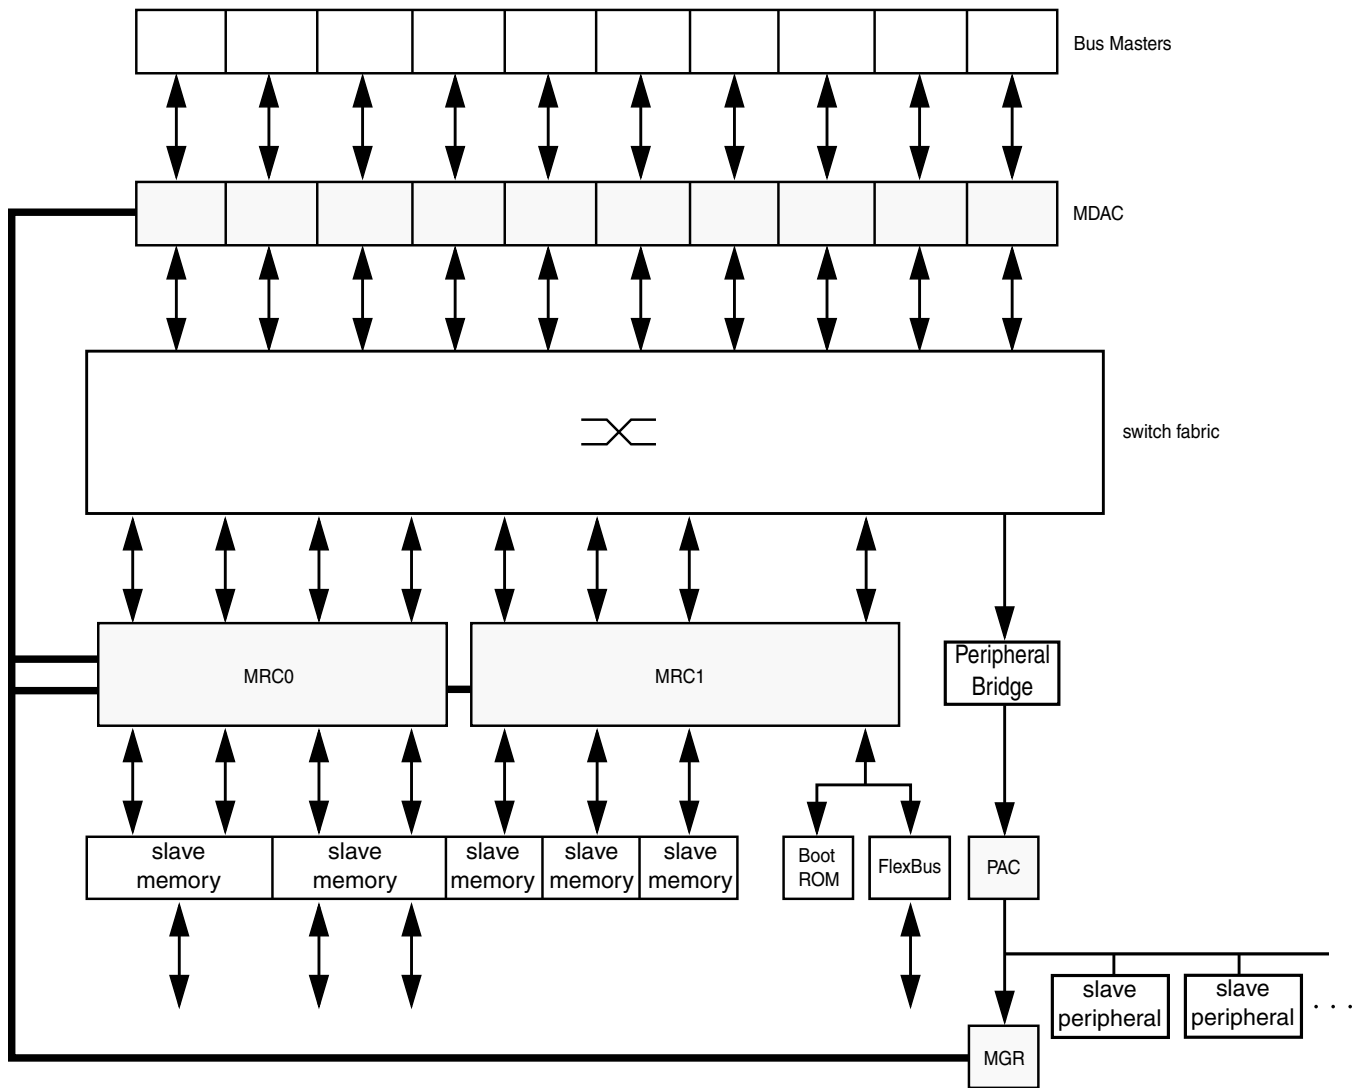 Bus Masters
MDAC
switch fabric
MRC0
MRC1
Peripheral
Bridge
slave
memory
slave
memory
slave
memory
slave
memory
slave
memory
Boot
ROM
FlexBus
PAC
slave
peripheral
slave
peripheral
. . .
MGR